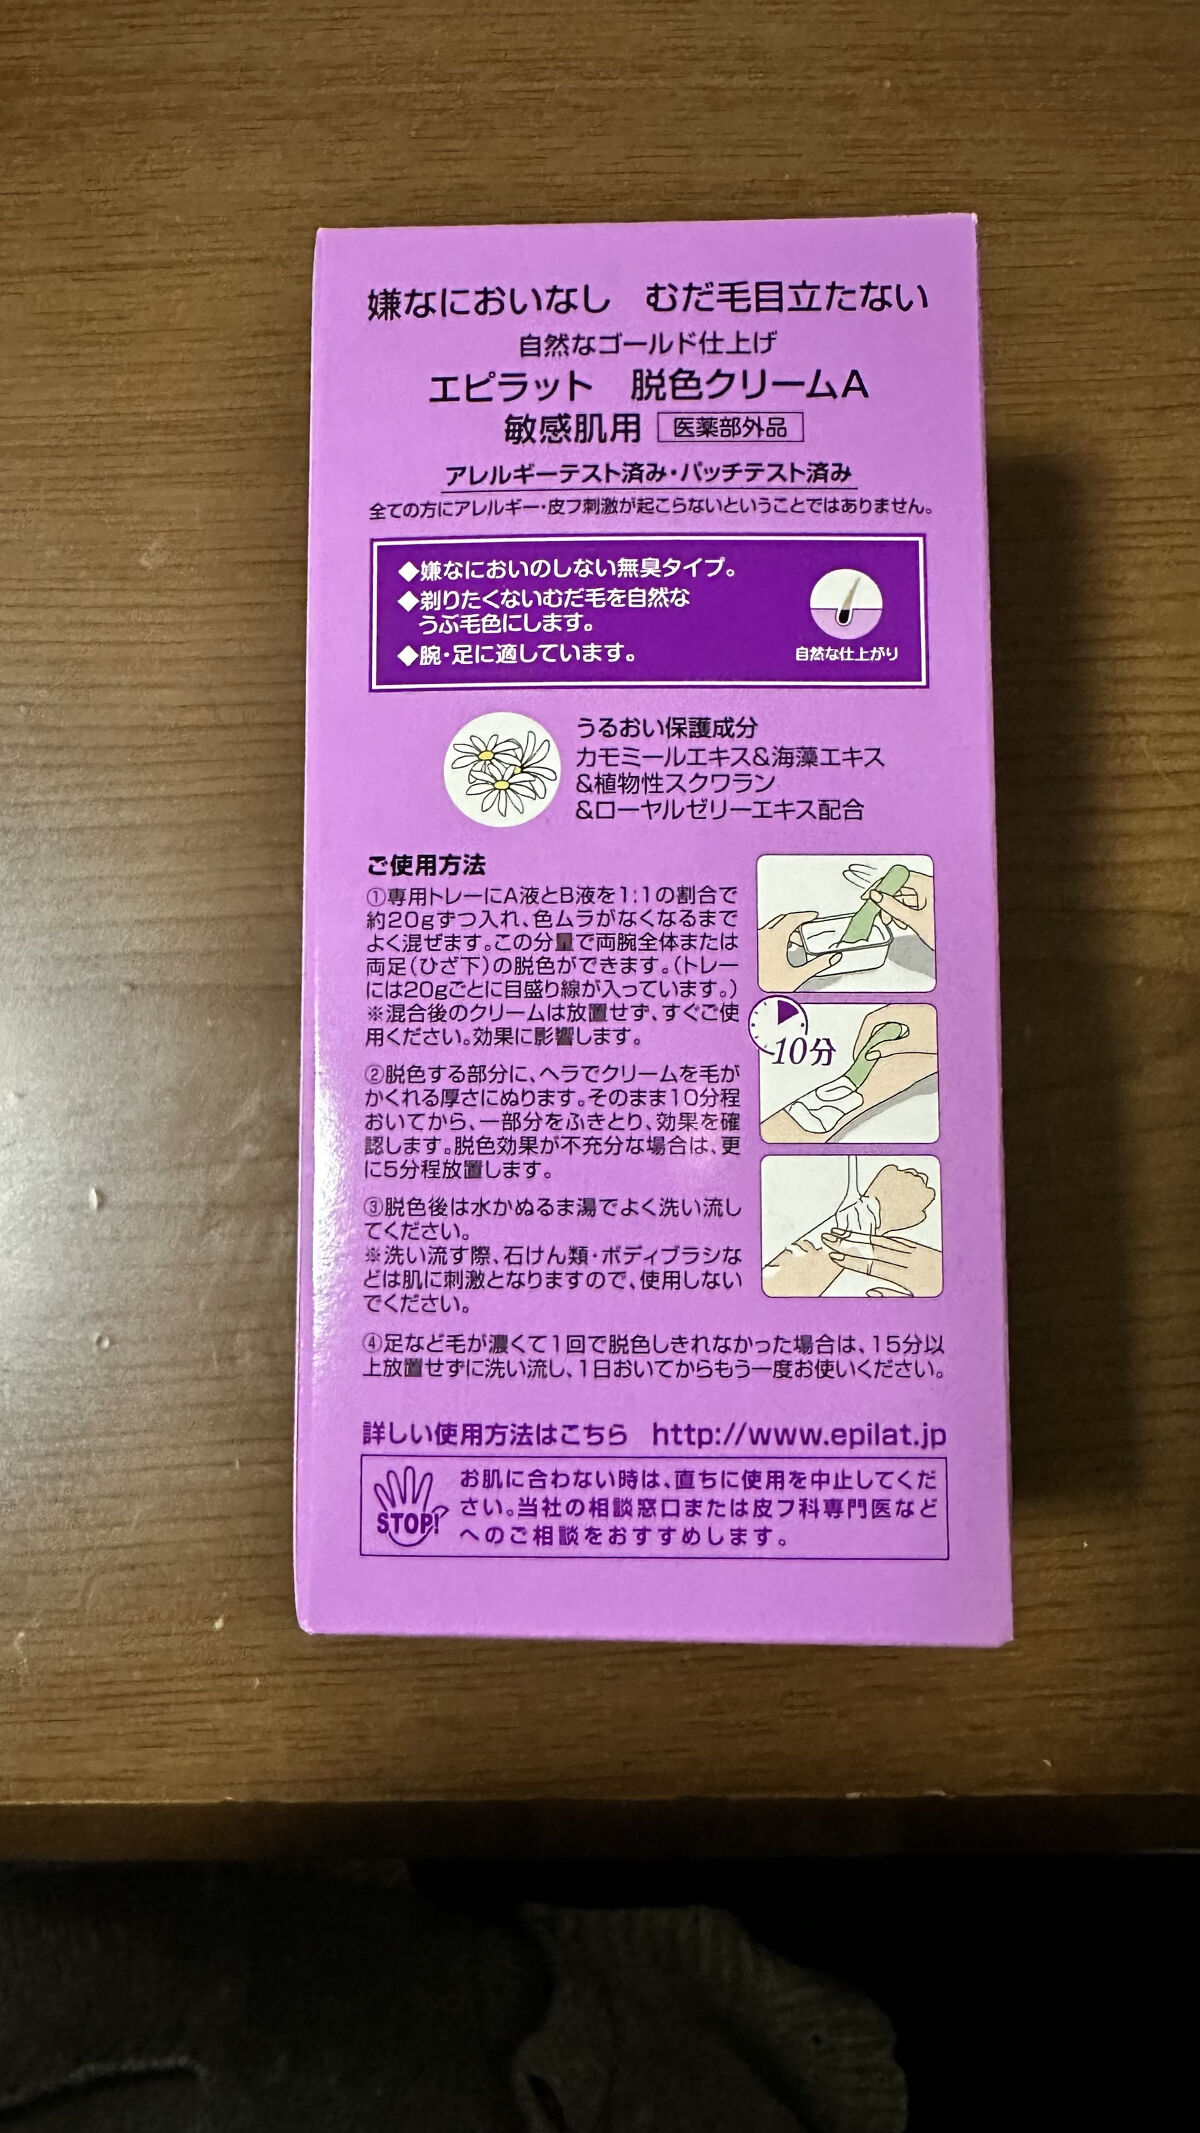 嫌なにおいなし　むだ毛目立たない
自然なゴールド仕上げ
エピラット　脱色クリームA
敏感肌用 医薬部外品
アレルギーテスト済み・パッチテスト済み
全ての方にアレルギー・皮フ刺激が起こらないということではありません。
◆嫌なにおいのしない無臭タイプ。
◆剃りたくないむだ毛を自然な
うぶ毛色にします。
◆腕・足に適しています。
自然な仕上がり
うるおい保護成分
カモミールエキス&海藻エキス
&植物性スクワラン
&ローヤルゼリーエキス配合
ご使用方法
①専用トレーにA液とB液を1:1の割合で
約20gずつ入れ、色ムラがなくなるまで
よく混ぜます。この分量で両腕全体または
両足（ひざ下）の脱色ができます。（トレー
には20gごとに目盛り線が入っています。）
※混合後のクリームは放置せず、すぐご使
用ください。効果に影響します。
10分
②脱色する部分に、ヘラでクリームを毛が
かくれる厚さにぬります。そのまま10分程
おいてから、一部分をふきとり、効果を確
認します。脱色効果が不充分な場合は、更
に5分程放置します。
③脱色後は水かぬるま湯でよく洗い流し
てください。
※洗い流す際、石けん類・ボディブラシな
どは肌に刺激となりますので、使用しない
でください。
④足など毛が濃くて1回で脱色しきれなかった場合は、15分以
上放置せずに洗い流し、1日おいてからもう一度お使いください。
詳しい使用方法はこちら　http://www.epilat.jp
STOP!
お肌に合わない時は、直ちに使用を中止してくだ
さい。当社の相談窓口または皮フ科専門医など
へのご相談をおすすめします。